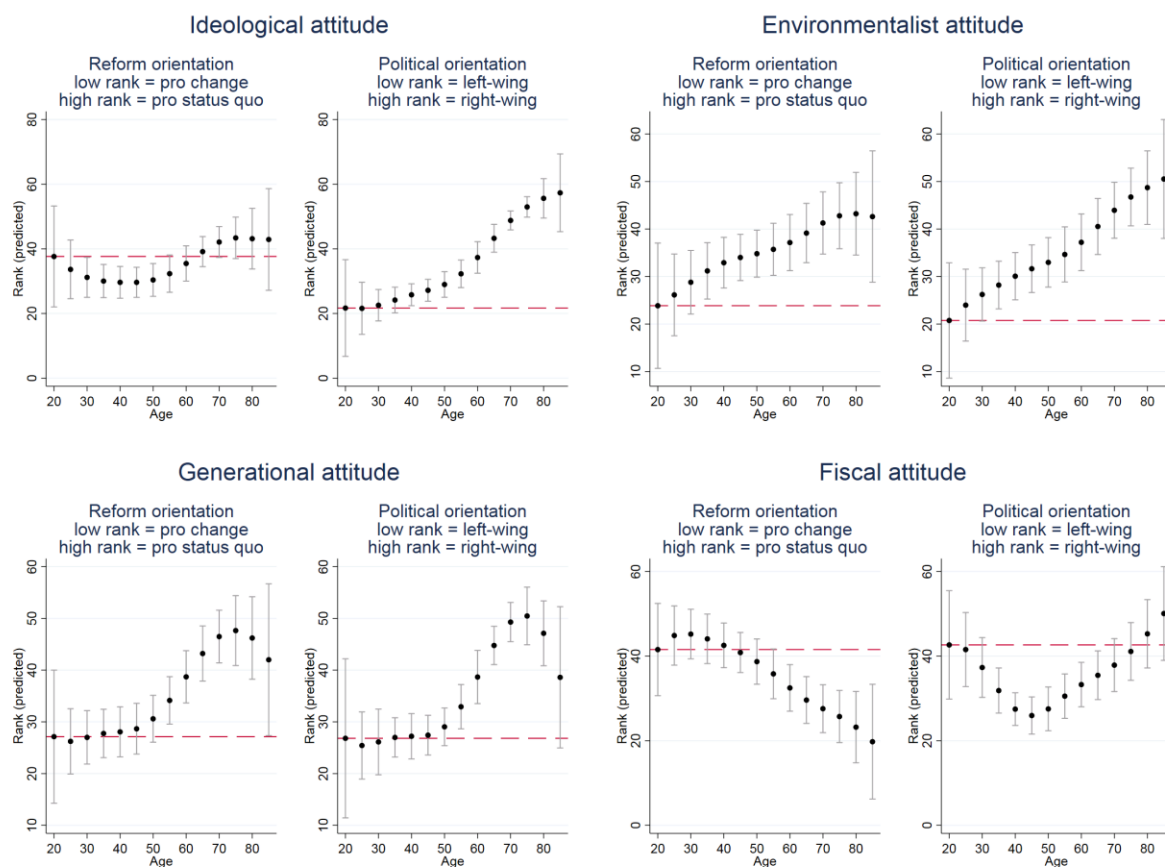 Ideological attitude
Reform orientation
low rank = pro change
high rank = pro status quo
Rank (predicted)
80
60
40
20
0
20 30 40 50 60 70 80
Age
Political orientation
low rank = left-wing
high rank = right-wing
Rank (predicted)
80
60
40
20
0
20 30 40 50 60 70 80
Age
Environmentalist attitude
Reform orientation
low rank = pro change
high rank = pro status quo
Rank (predicted)
60
50
40
30
20
10
20 30 40 50 60 70 80
Age
Political orientation
low rank = left-wing
high rank = right-wing
Rank (predicted)
60
50
40
30
20
10
20 30 40 50 60 70 80
Age
Generational attitude
Reform orientation
low rank = pro change
high rank = pro status quo
Rank (predicted)
60
50
40
30
20
10
20 30 40 50 60 70 80
Age
Political orientation
low rank = left-wing
high rank = right-wing
Rank (predicted)
60
50
40
30
20
10
20 30 40 50 60 70 80
Age
Fiscal attitude
Reform orientation
low rank = pro change
high rank = pro status quo
Rank (predicted)
60
40
20
0
20 30 40 50 60 70 80
Age
Political orientation
low rank = left-wing
high rank = right-wing
Rank (predicted)
60
40
20
0
20 30 40 50 60 70 80
Age